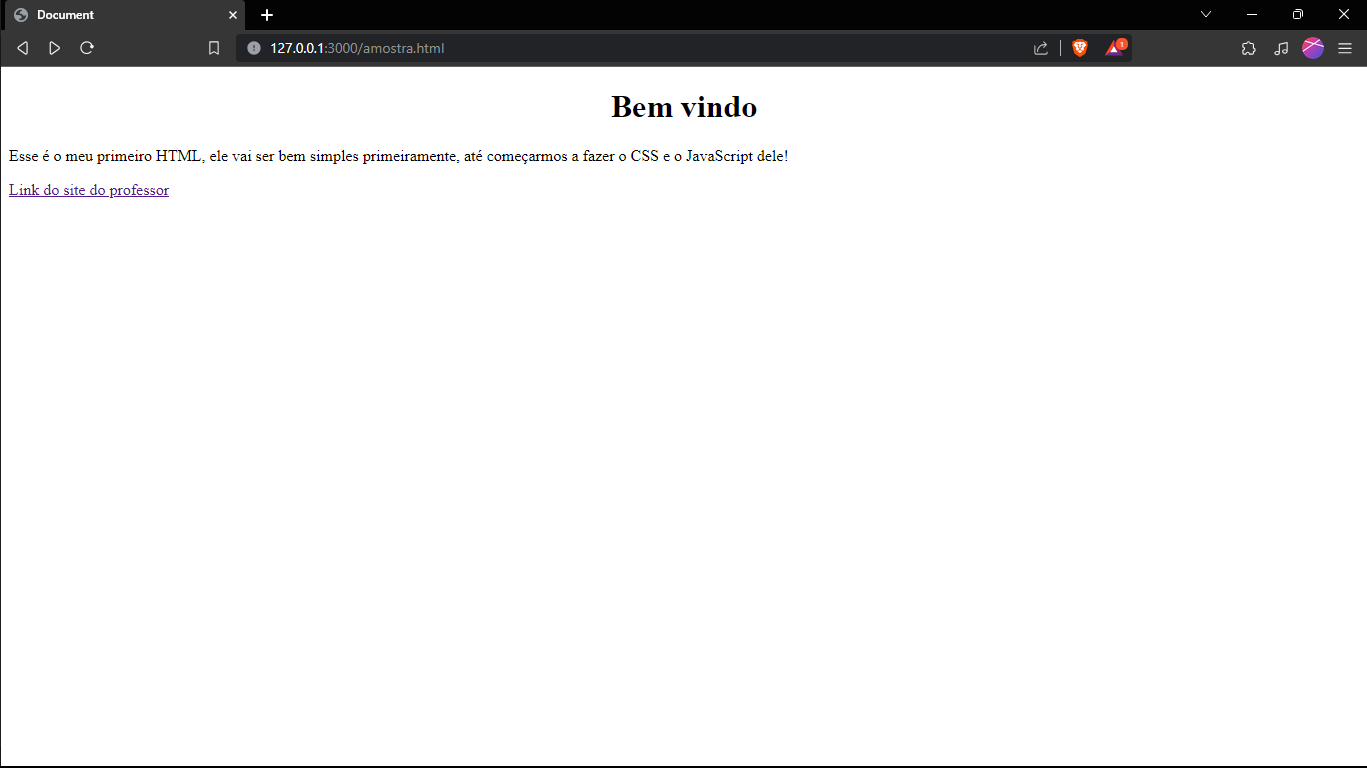 Document
127.0.0.1:3000/amostra.html
1
Bem vindo
Esse é o meu primeiro HTML, ele vai ser bem simples primeiramente, até começarmos a fazer o CSS e o JavaScript dele!
Link do site do professor